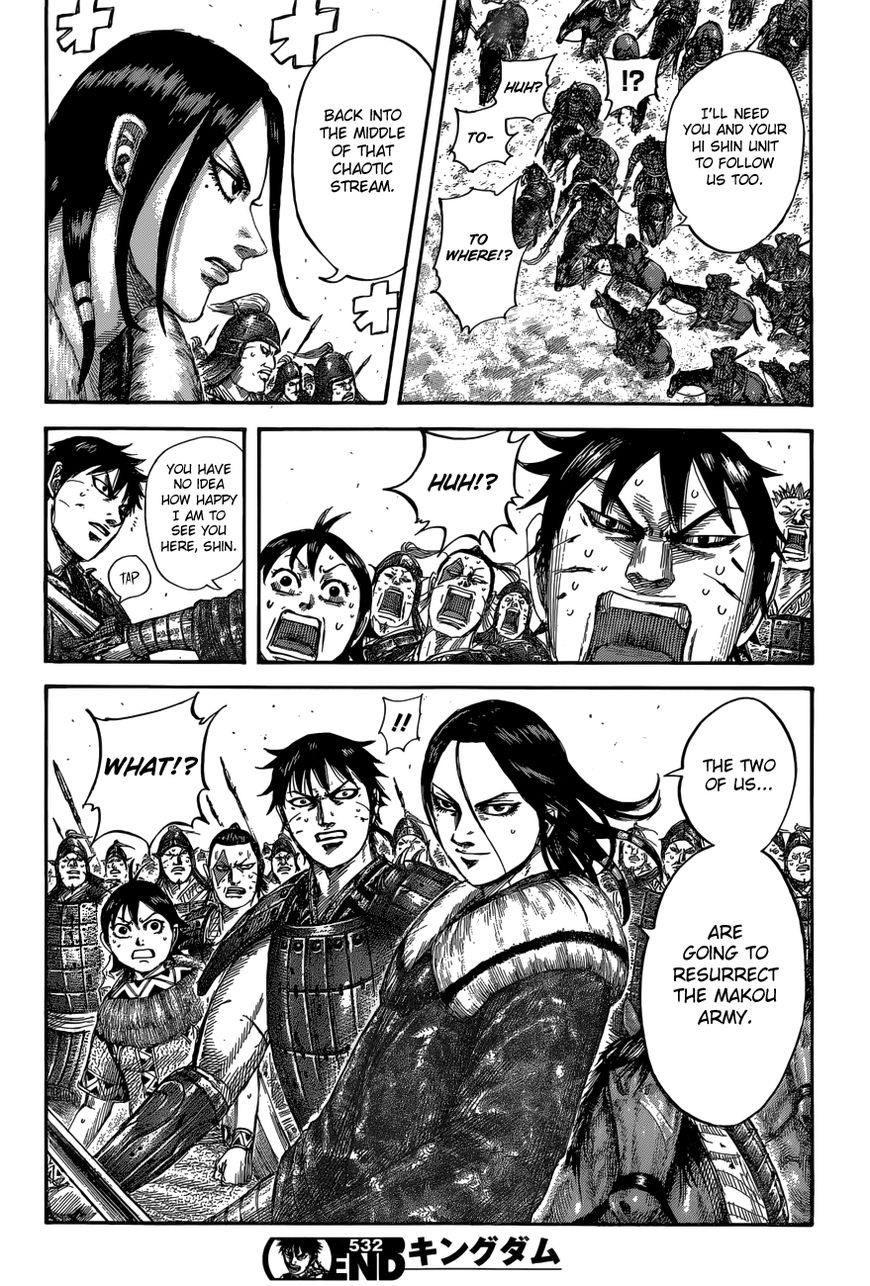 I'LL NEED
YOU AND YOUR
HI SHIN UNIT
TO FOLLOW
US TOO.
!?
HUH?
TO-
TO
WHERE!?
BACK INTO
THE MIDDLE
OF THAT
CHAOTIC
STREAM.
オ
オ
オ
HUH!?
YOU HAVE
NO IDEA
HOW HAPPY
I AM TO
SEE YOU
HERE, SHIN.
TAP
THE TWO
OF US...
ARE
GOING TO
RESURRECT
THE MAKOU
ARMY.
!!
WHAT!?
532
END キングダム